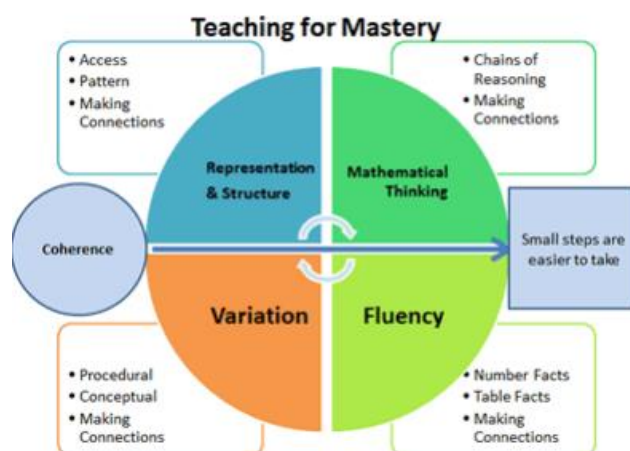 Teaching for Mastery
• Access
• Pattern
• Making
Connections
• Chains of
Reasoning
• Making
Connections
Representation
& Structure
Mathematical
Thinking
Coherence
Small steps are
easier to take
Variation
Fluency
• Procedural
• Conceptual
• Making
Connections
• Number Facts
• Table Facts
• Making
Connections